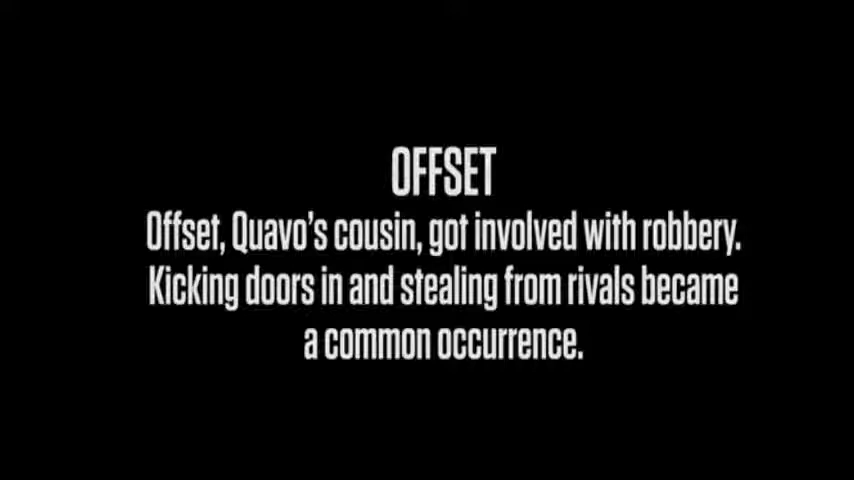 OFFSET
Offset, Quavo's cousin, got involved with robbery.
Kicking doors in and stealing from rivals became
a common occurrence.